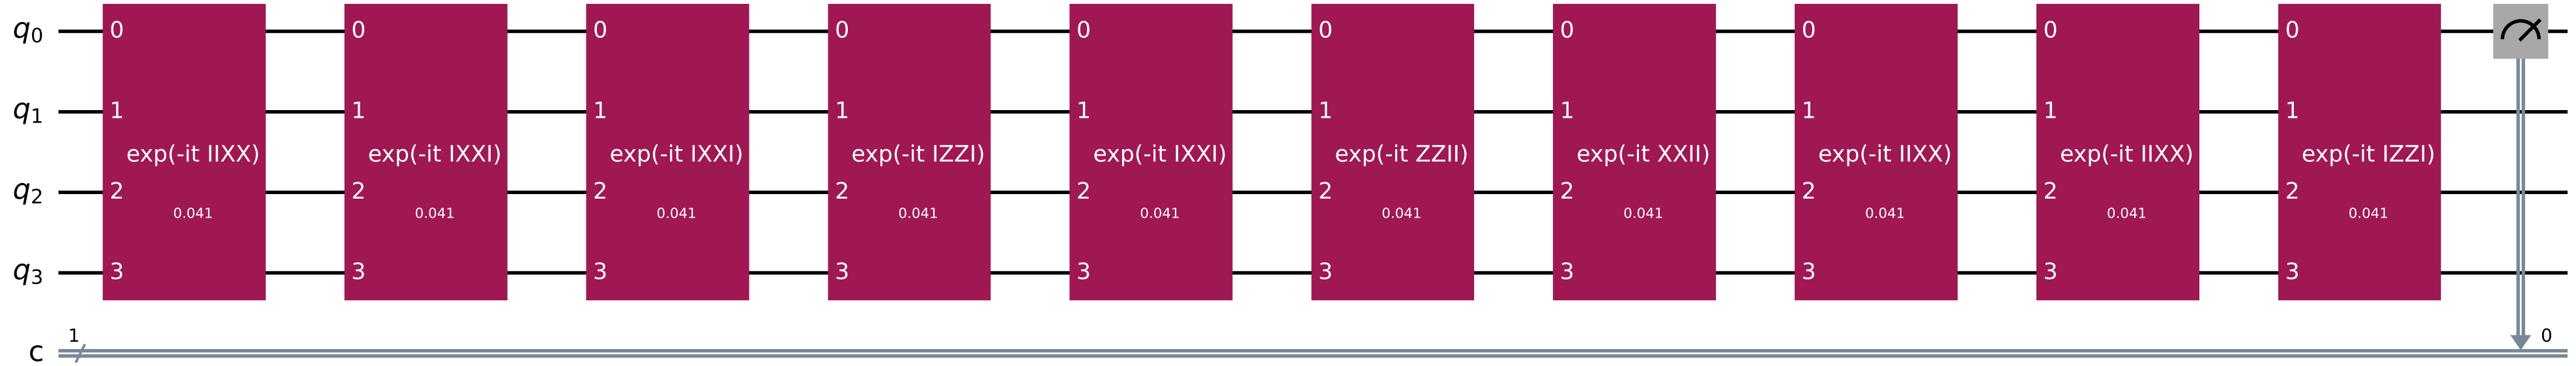 q0 0 0 0 0 0 0 0 0 0 0
q1 1 1 1 1 1 1 1 1 1 1
exp(-it IIXX) exp(-it IXXI) exp(-it IXXI) exp(-it IZZI) exp(-it IXXI) exp(-it ZZII) exp(-it XXII) exp(-it IIXX) exp(-it IIXX) exp(-it IZZI)
q2 2 2 2 2 2 2 2 2 2 2
0.041 0.041 0.041 0.041 0.041 0.041 0.041 0.041 0.041 0.041
q3 3 3 3 3 3 3 3 3 3 3
1 0
c